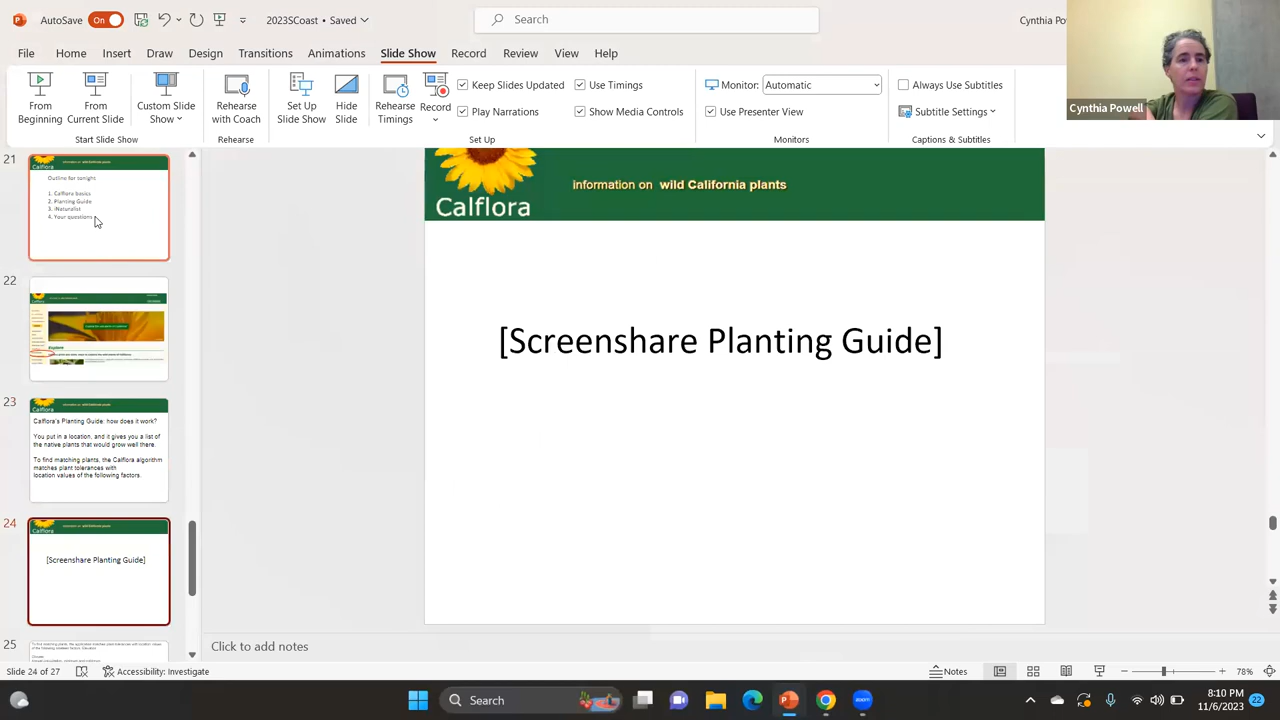 AutoSave
On
2023SCoast • Saved
Search
Cynthia Po
File
Home
Insert
Draw
Design
Transitions
Animations
Slide Show
Record
Review
View
Help
From
Beginning
From
Current Slide
Custom Slide
Show
Rehearse
with Coach
Set Up
Slide Show
Hide
Slide
Rehearse
Timings
Record
Keep Slides Updated
Use Timings
Play Narrations
Show Media Controls
Monitor:
Automatic
Use Presenter View
Always Use Subtitles
Subtitle Settings
Cynthia Powell
Start Slide Show
Rehearse
Set Up
Monitors
Captions & Subtitles
21
Calflora
Outline for tonight
1. Calflora basics
2. Planting Guide
3. iNaturalist
4. Your questions
22
Explore
23
Calflora
Calflora's Planting Guide: how does it work?
You put in a location, and it gives you a list of
the native plants that would grow well there.
To find matching plants, the Calflora algorithm
matches plant tolerances with
location values of the following factors.
24
Calflora
[Screenshare Planting Guide]
25
Calflora
information on wild California plants
[Screenshare Planting Guide]
Click to add notes
Slide 24 of 27
Accessibility: Investigate
Notes
78%
Search
8:10 PM
11/6/2023
22